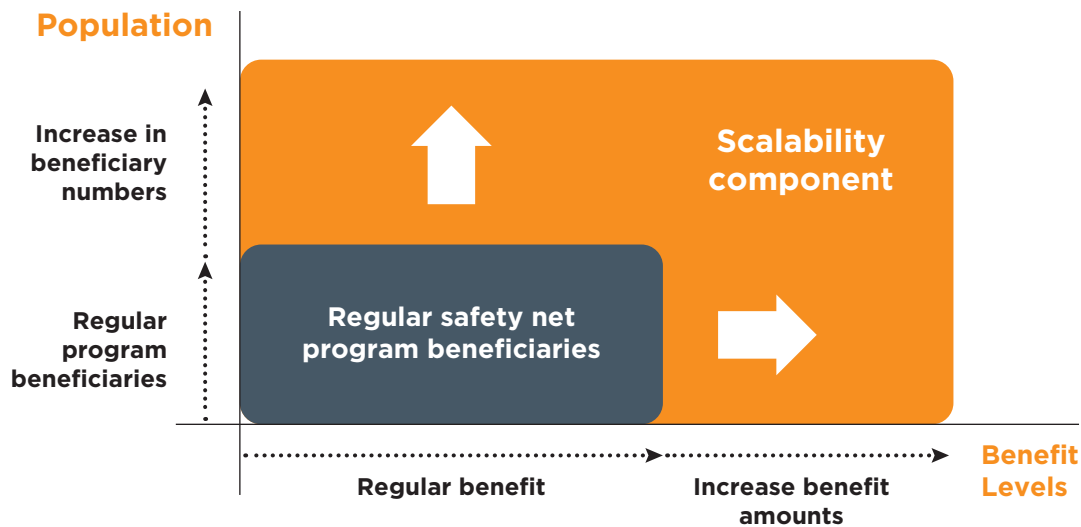 Population
Increase in
beneficiary
numbers
Scalability
component
Regular
program
beneficiaries
Regular safety net
program beneficiaries
Regular benefit
Increase benefit
amounts
Benefit
Levels